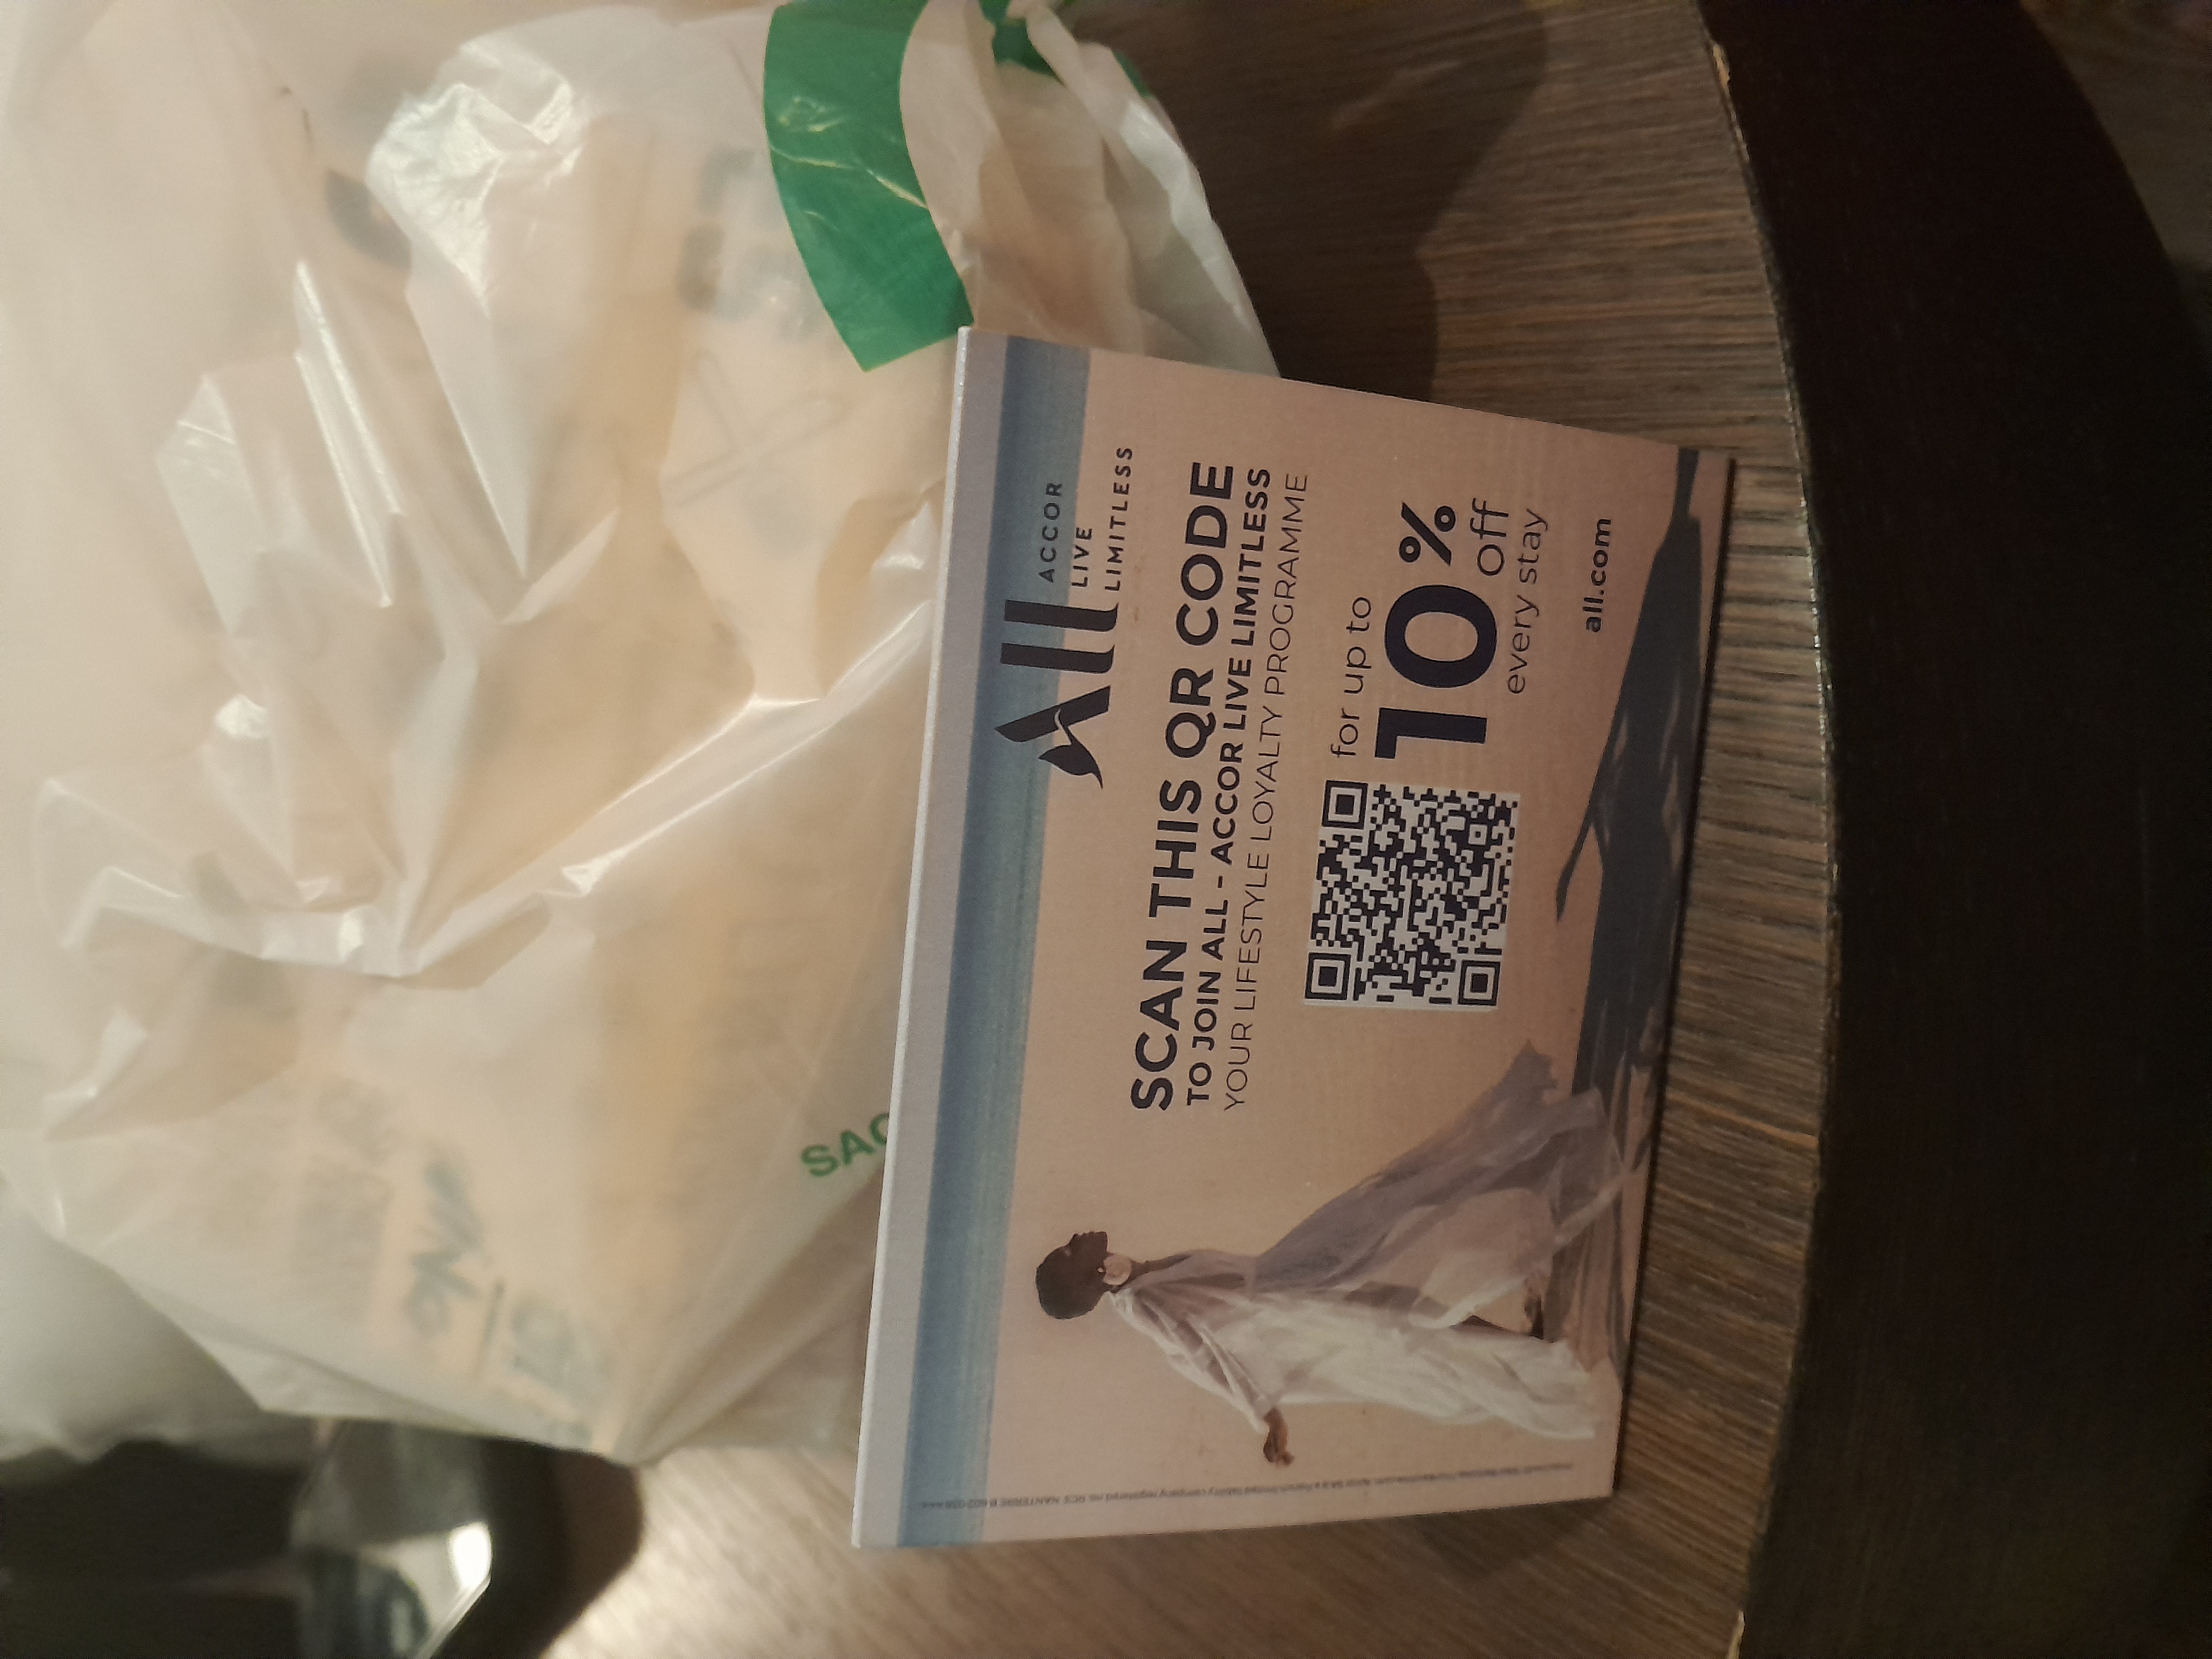 All ACCOR
LIVE
LIMITLESS
SCAN THIS QR CODE
TO JOIN ALL - ACCOR LIVE LIMITLESS
YOUR LIFESTYLE LOYALTY PROGRAMME
for up to
10%
off
every stay
all.com
SAC